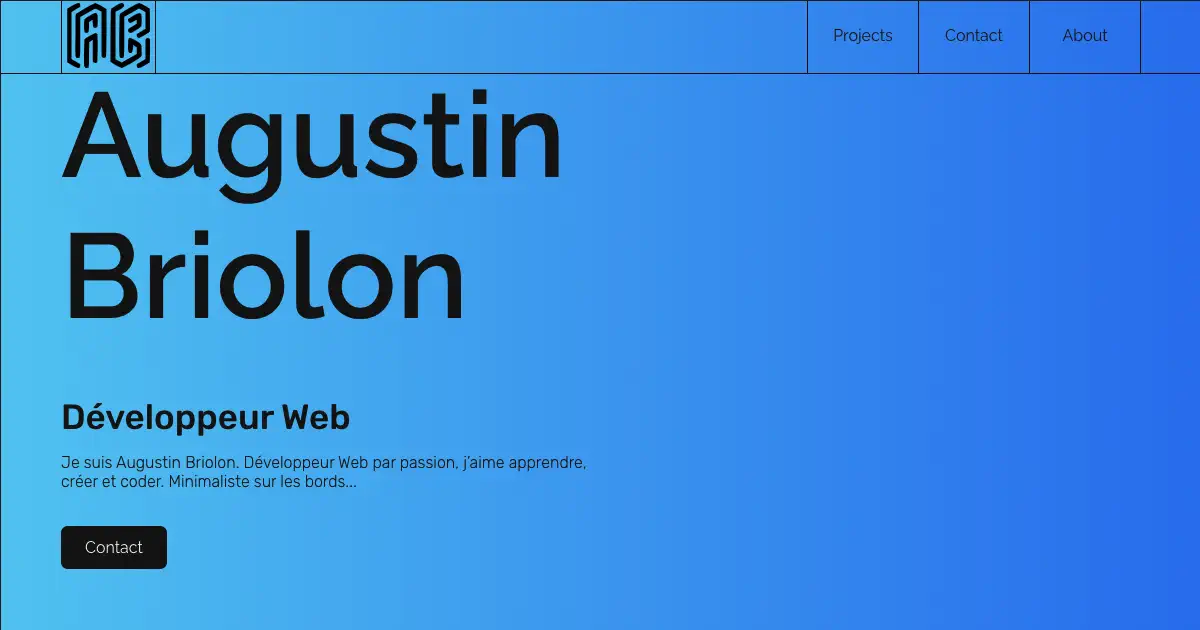 AB
Projects
Contact
About
Augustin
Briolon
Développeur Web
Je suis Augustin Briolon. Développeur Web par passion, j'aime apprendre,
créer et coder. Minimaliste sur les bords...
Contact